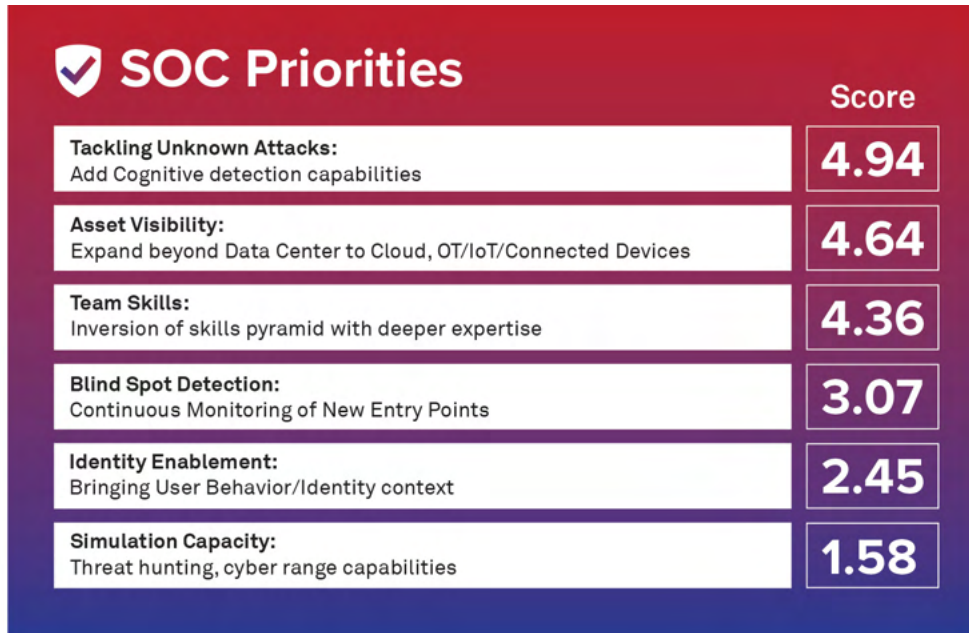 SOC Priorities
Score
Tackling Unknown Attacks:
Add Cognitive detection capabilities
4.94
Asset Visibility:
Expand beyond Data Center to Cloud, OT/IoT/Connected Devices
4.64
Team Skills:
Inversion of skills pyramid with deeper expertise
4.36
Blind Spot Detection:
Continuous Monitoring of New Entry Points
3.07
Identity Enablement:
Bringing User Behavior/Identity context
2.45
Simulation Capacity:
Threat hunting, cyber range capabilities
1.58